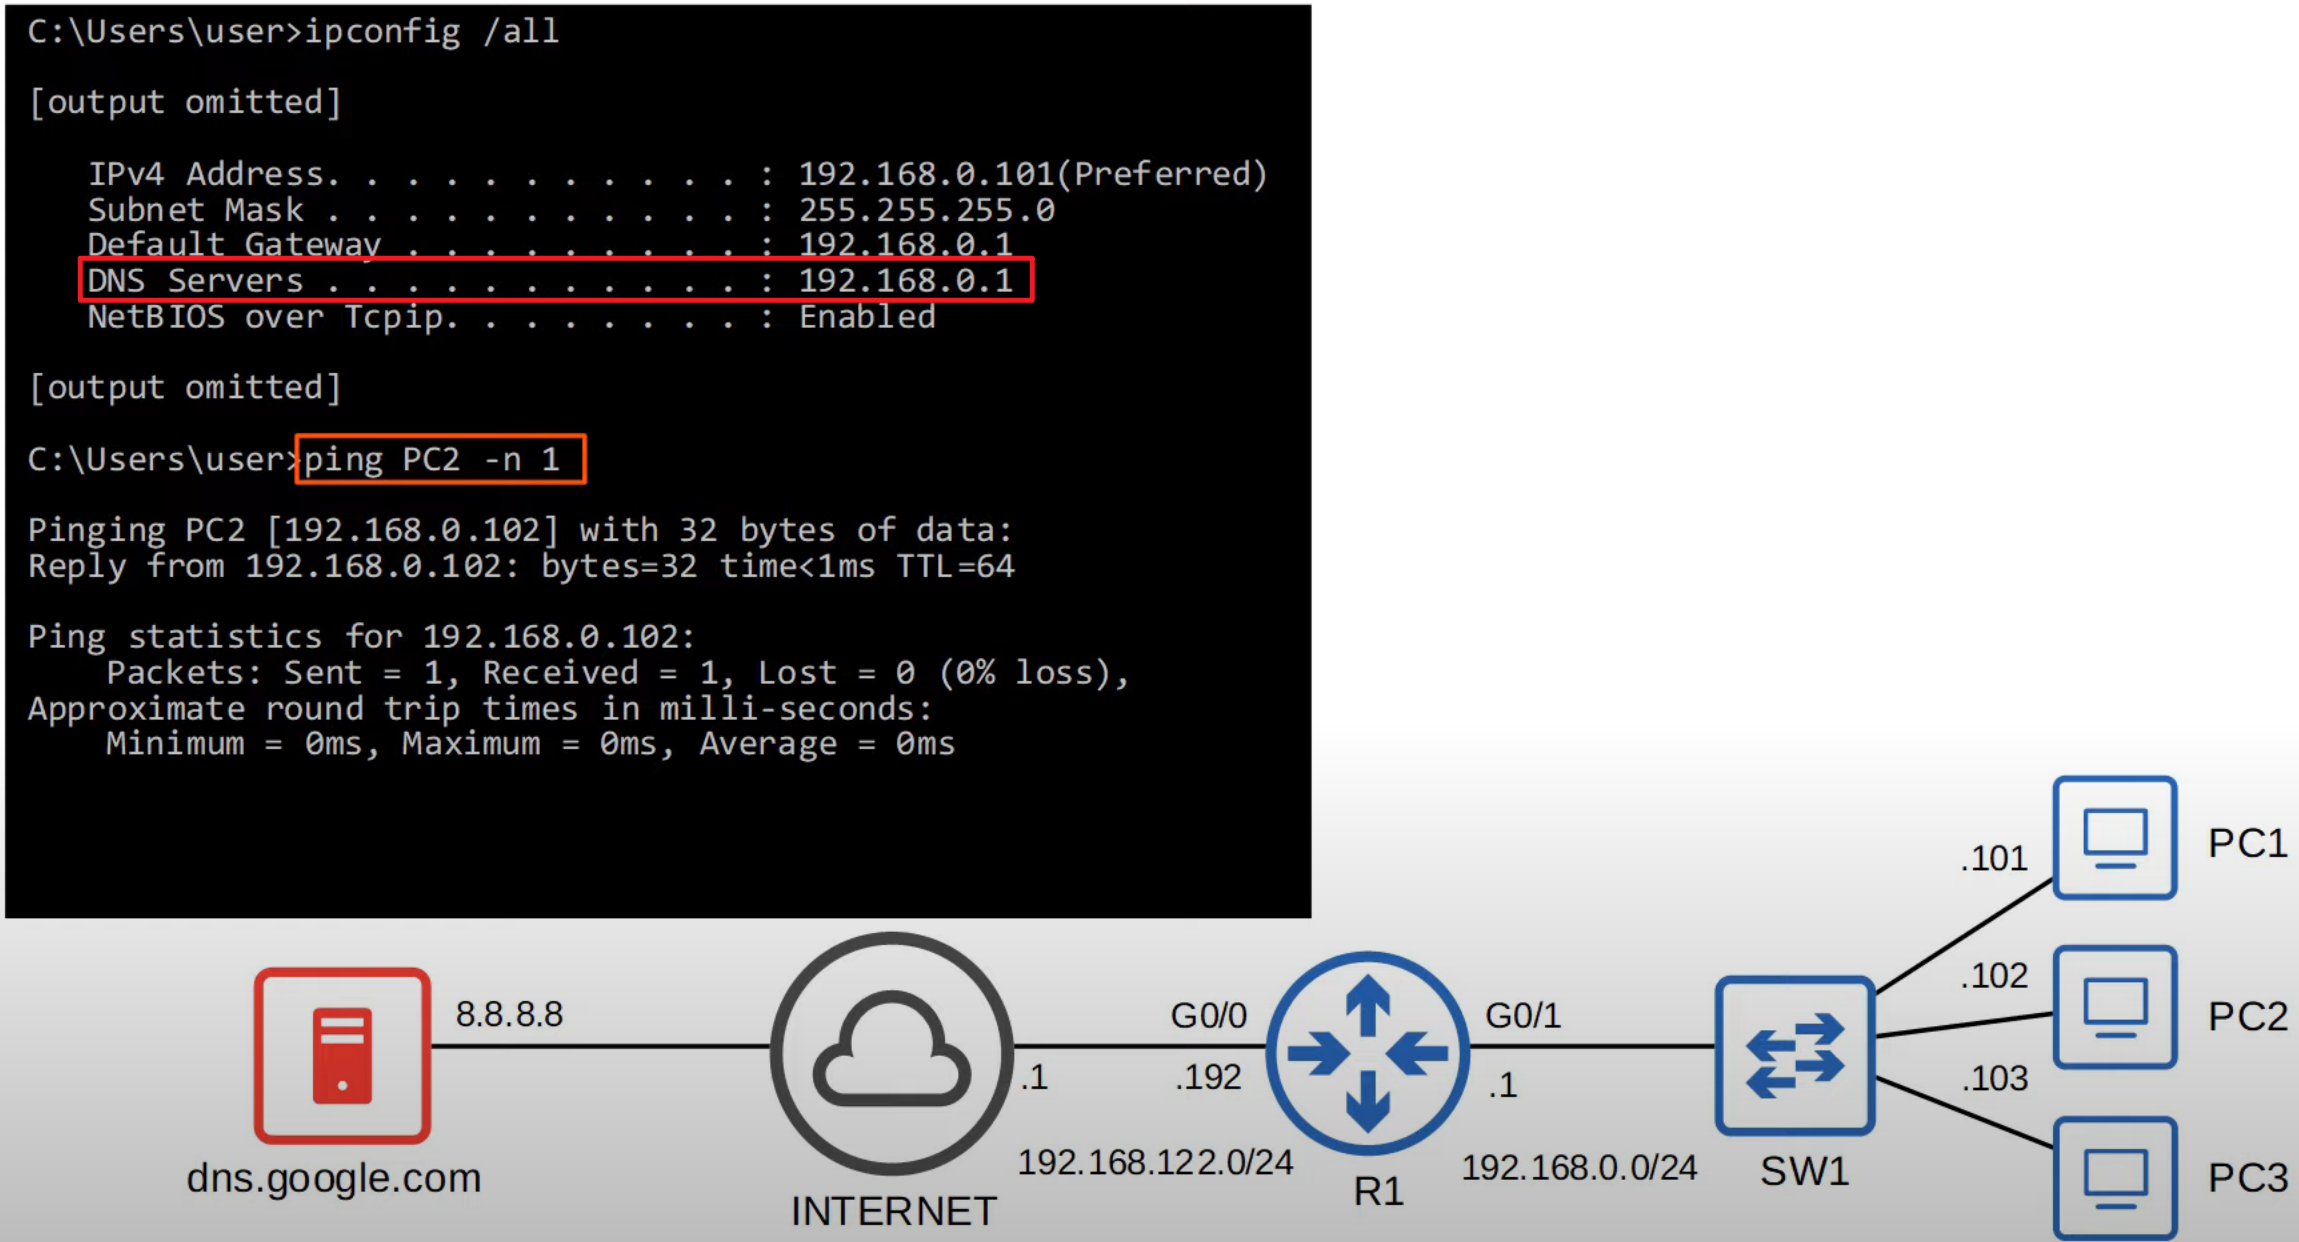 C:\Users\user>ipconfig /all
[output omitted]
IPv4 Address. . . . . . . . . . . : 192.168.0.101(Preferred)
Subnet Mask . . . . . . . . . . . : 255.255.255.0
Default Gateway . . . . . . . . . : 192.168.0.1
DNS Servers . . . . . . . . . . . : 192.168.0.1
NetBIOS over Tcpip. . . . . . . . : Enabled
[output omitted]
C:\Users\user>ping PC2 -n 1
Pinging PC2 [192.168.0.102] with 32 bytes of data:
Reply from 192.168.0.102: bytes=32 time<1ms TTL=64
Ping statistics for 192.168.0.102:
Packets: Sent = 1, Received = 1, Lost = 0 (0% loss),
Approximate round trip times in milli-seconds:
Minimum = 0ms, Maximum = 0ms, Average = 0ms
8.8.8.8
dns.google.com
INTERNET
.1
G0/0
.192
192.168.122.0/24
R1
G0/1
.1
192.168.0.0/24
SW1
.101
PC1
.102
PC2
.103
PC3